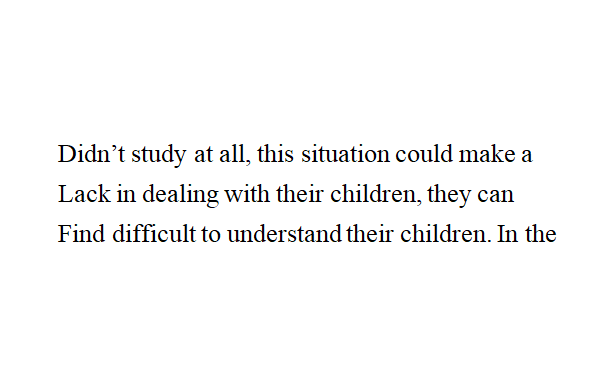 Didn’t study at all, this situation could make a
Lack in dealing with their children, they can
Find difficult to understand their children. In the